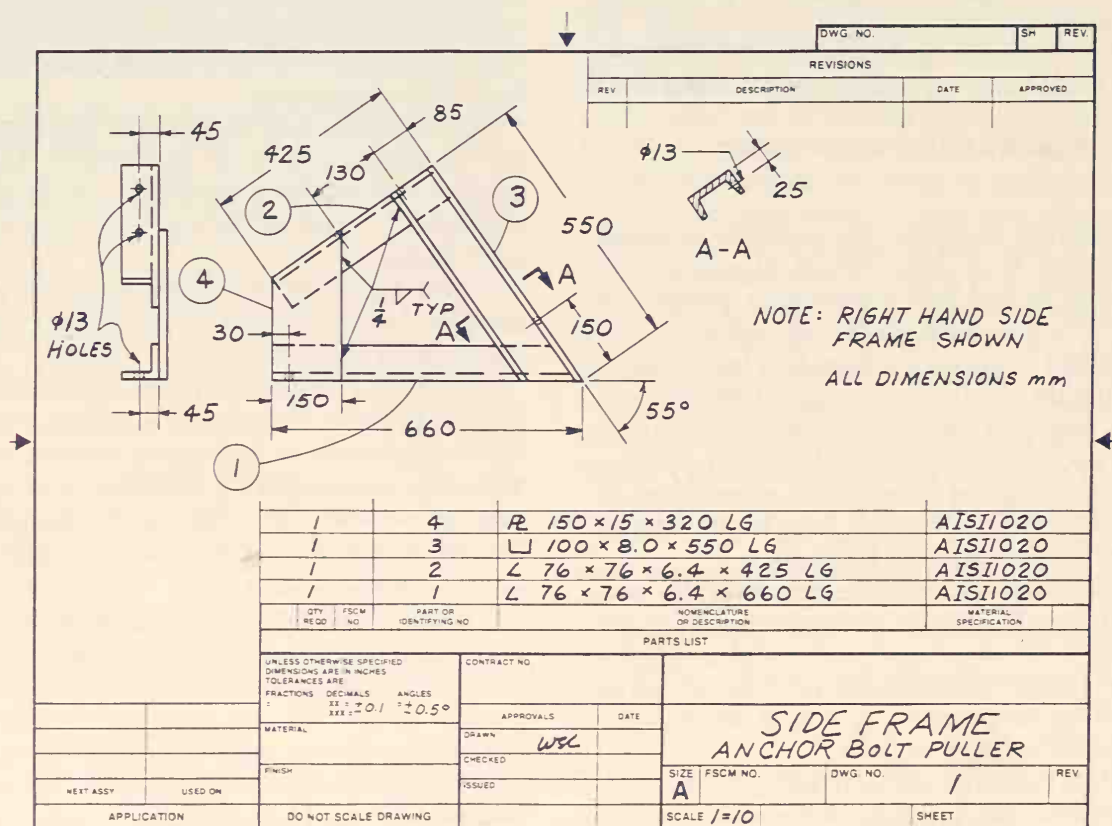 DWG. NO. SH REV.
REVISIONS
REV DESCRIPTION DATE APPROVED
45
425
85
130
2
3
550
φ13
25
A-A
4
A
φ13
HOLES
30
1/4
TYP
A
150
NOTE: RIGHT HAND SIDE
FRAME SHOWN
ALL DIMENSIONS mm
45
150
660
55°
1
1 4 PL 150 × 15 × 320 LG AISI1020
1 3 ⊔ 100 × 8.0 × 550 LG AISI1020
1 2 L 76 × 76 × 6.4 × 425 LG AISI1020
1 1 L 76 × 76 × 6.4 × 660 LG AISI1020
QTY REQD FSCM NO PART OR IDENTIFYING NO NOMENCLATURE OR DESCRIPTION MATERIAL SPECIFICATION
PARTS LIST
UNLESS OTHERWISE SPECIFIED
DIMENSIONS ARE IN INCHES
TOLERANCES ARE:
FRACTIONS DECIMALS ANGLES
± .XX = ±0.1 = ±0.5°
.XXX =
MATERIAL
FINISH
DO NOT SCALE DRAWING
CONTRACT NO.
APPROVALS DATE
DRAWN WSL
CHECKED
ISSUED
SIDE FRAME
ANCHOR BOLT PULLER
SIZE FSCM NO. DWG. NO. REV.
A 1
SCALE 1=10 SHEET
NEXT ASSY USED ON
APPLICATION